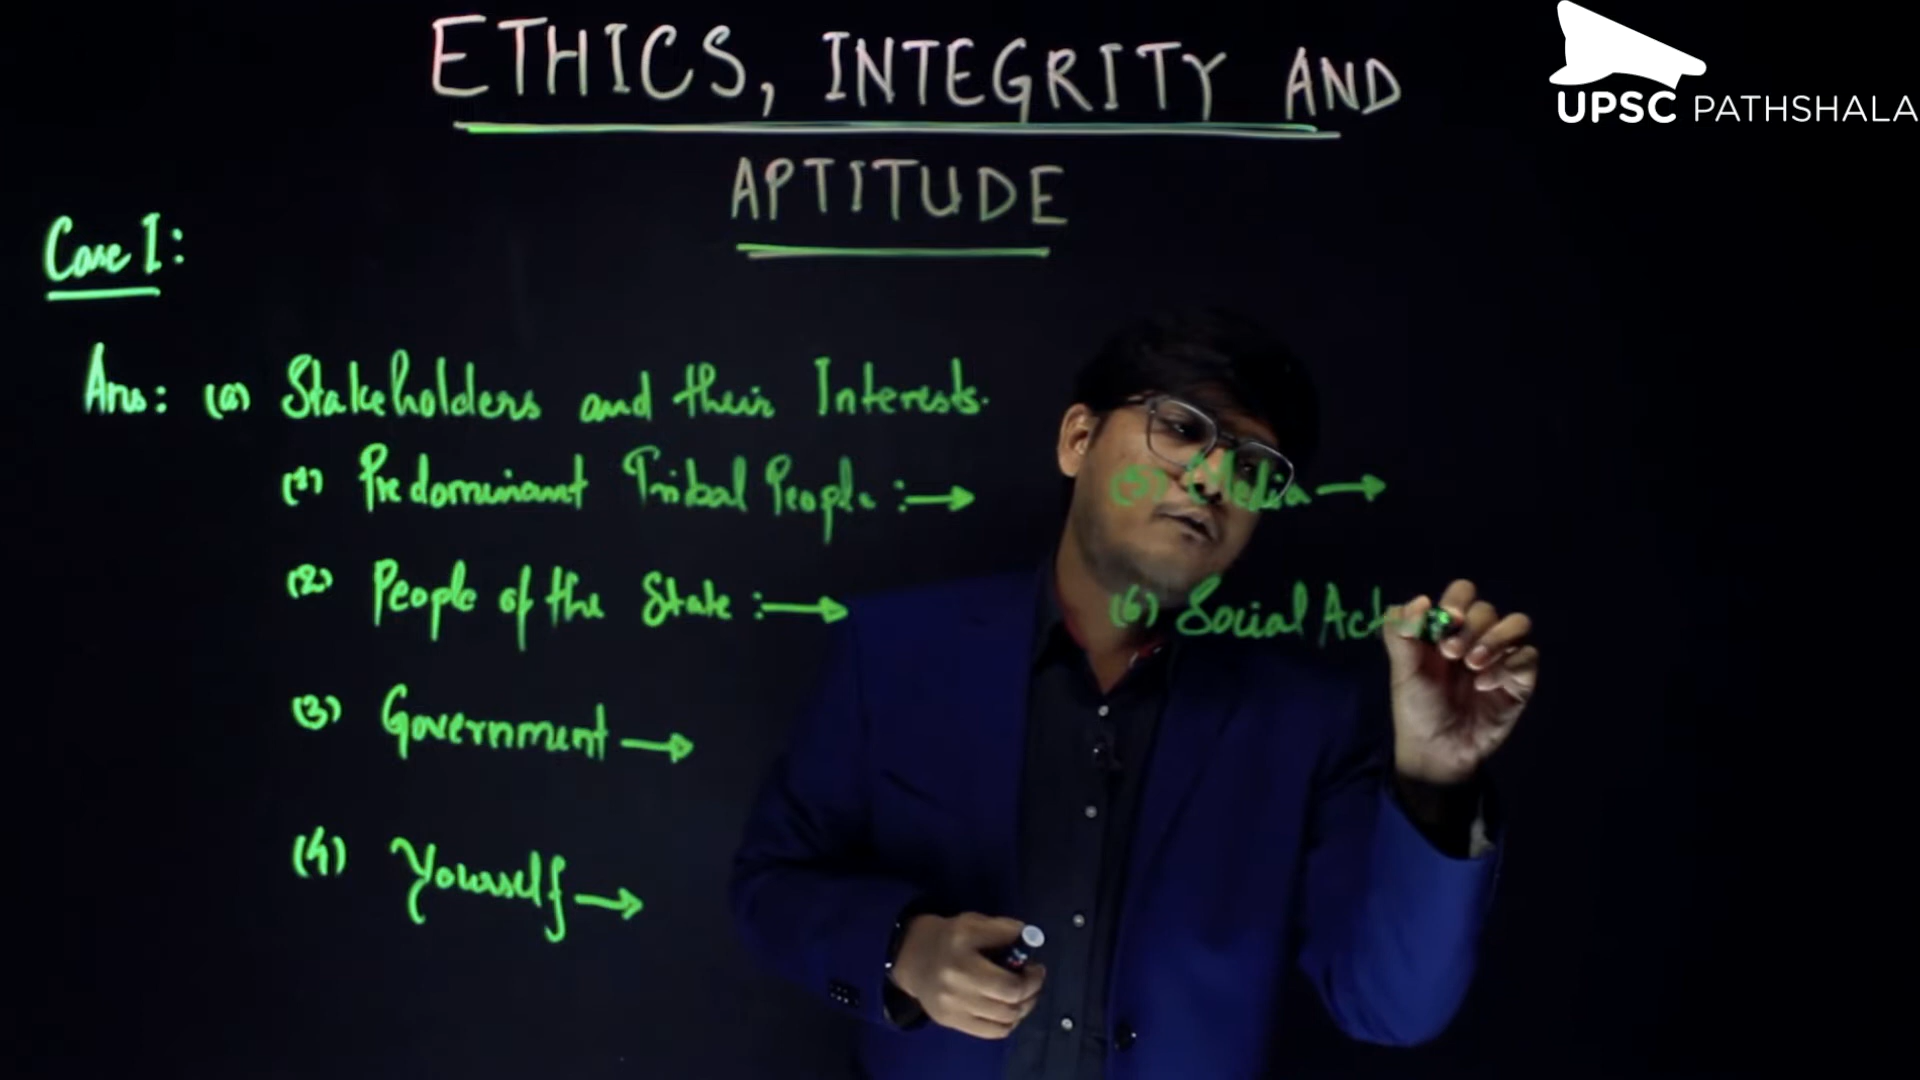 ETHICS, INTEGRITY AND
APTITUDE
UPSC PATHSHALA
Case I:
Ans: (a) Stakeholders and their Interests.
(1) Predominant Tribal People :→
(2) People of the State :→
(3) Government →
(4) Yourself →
(5) Media →
(6) Social